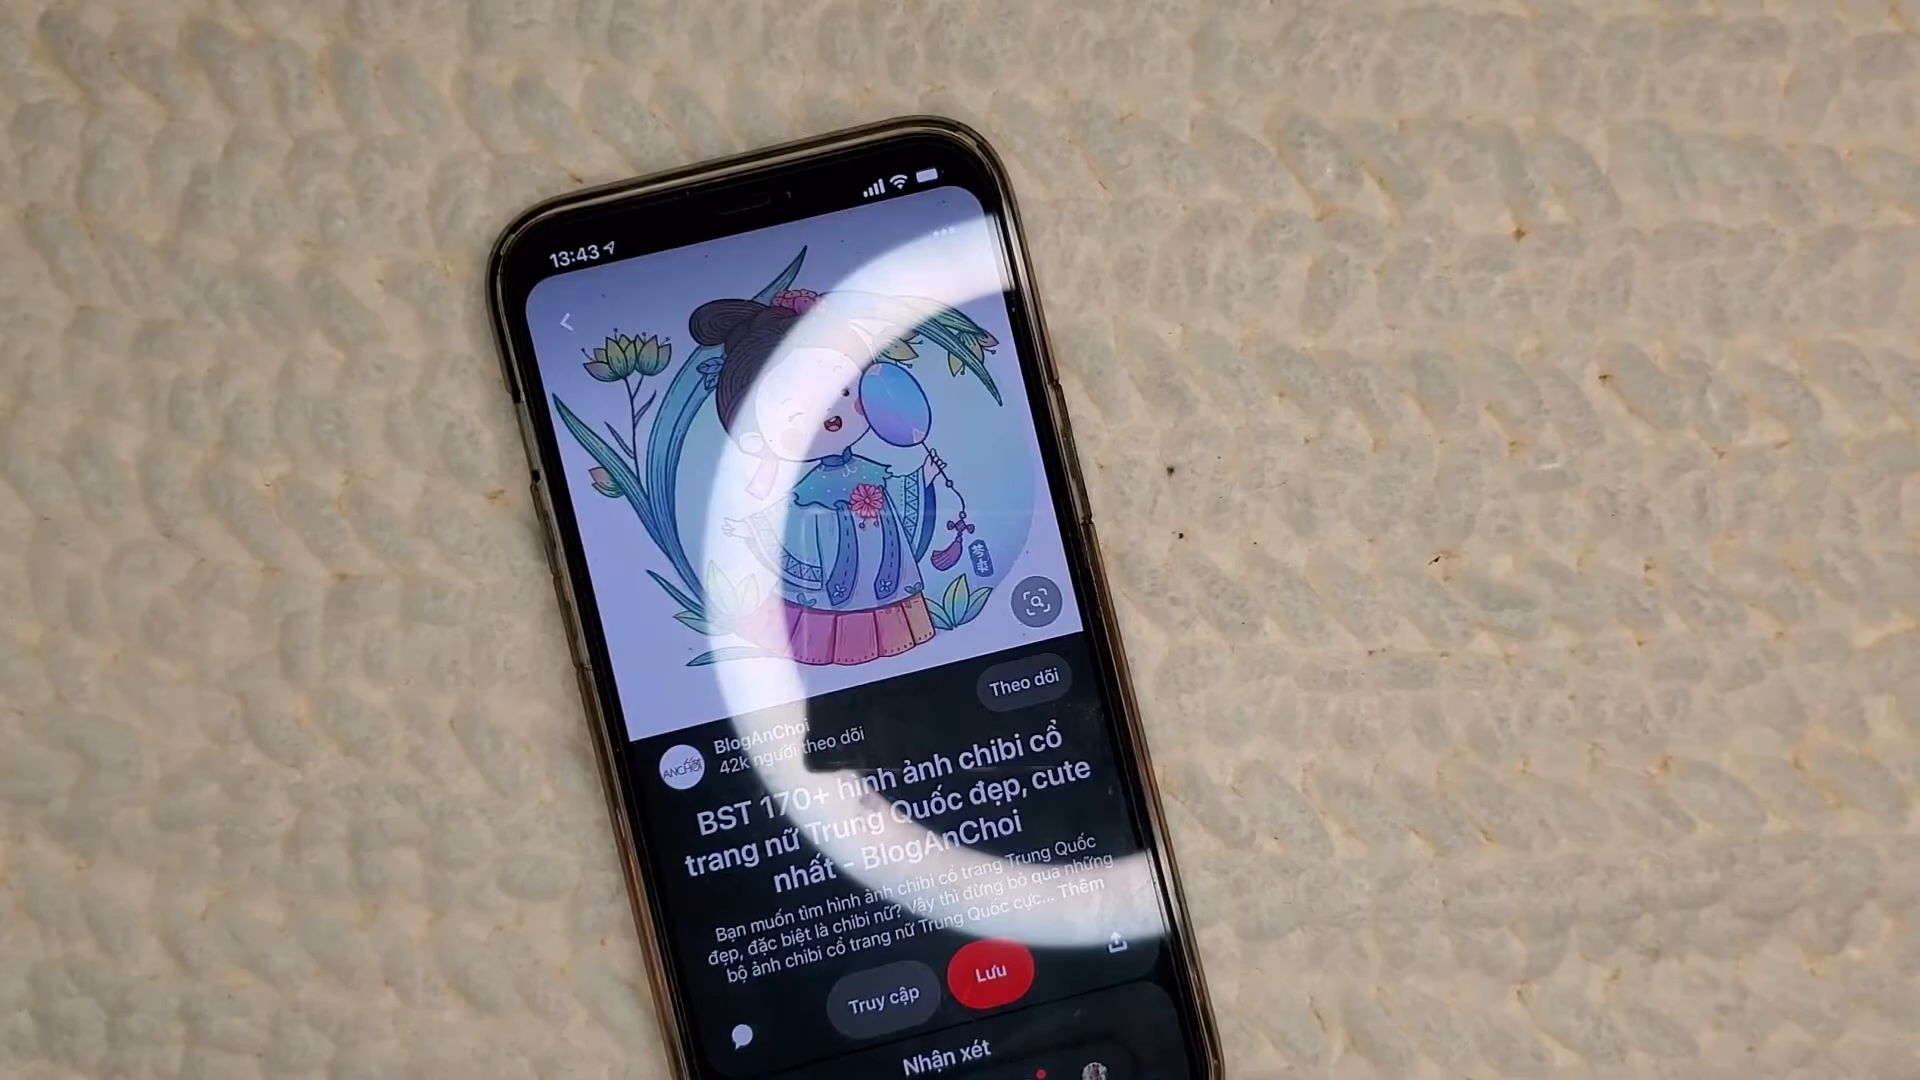 13:43
Theo dõi
ANCHOI
BlogAnChoi
42k người theo dõi
BST 170+ hình ảnh chibi cổ
trang nữ Trung Quốc đẹp, cute
nhất - BlogAnChoi
Bạn muốn tìm hình ảnh chibi cổ trang Trung Quốc
đẹp, đặc biệt là chibi nữ? Vậy thì đừng bỏ qua những
bộ ảnh chibi cổ trang nữ Trung Quốc cực... Thêm
Truy cập
Lưu
Nhận xét